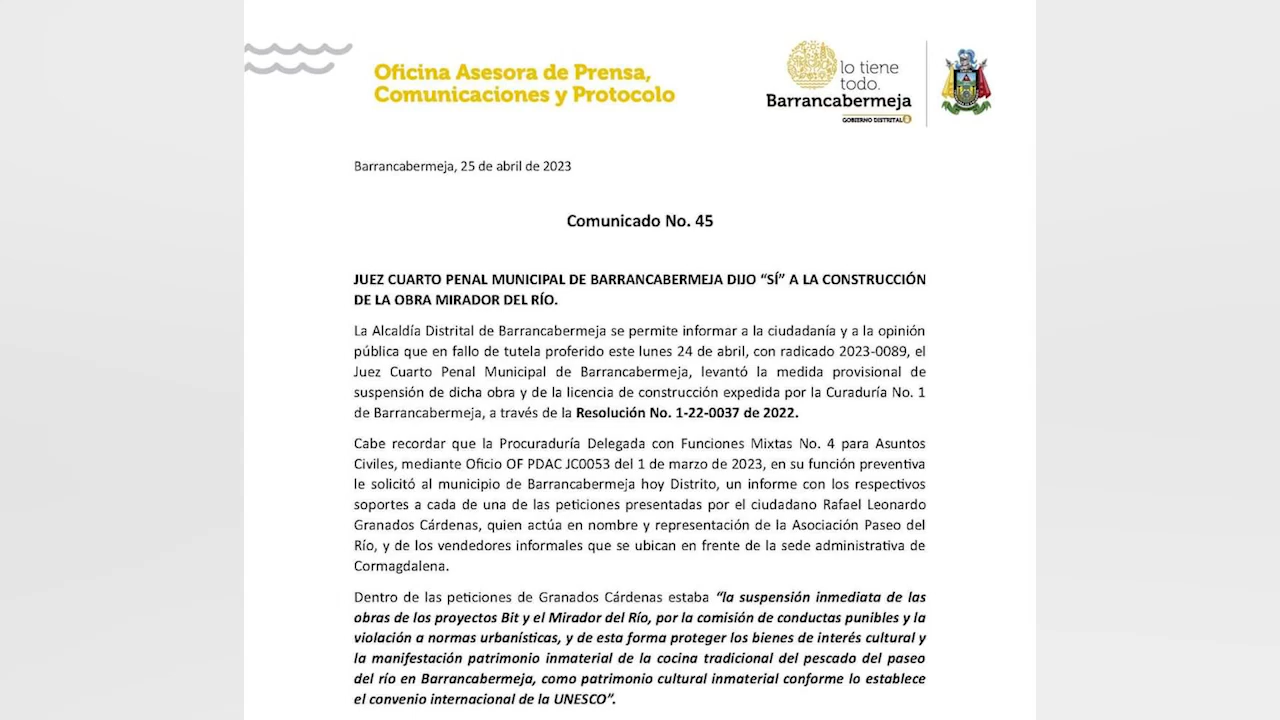 Oficina Asesora de Prensa,
Comunicaciones y Protocolo
lo tiene
todo.
Barrancabermeja
GOBIERNO DISTRITAL
Barrancabermeja, 25 de abril de 2023
Comunicado No. 45
JUEZ CUARTO PENAL MUNICIPAL DE BARRANCABERMEJA DIJO “SÍ” A LA CONSTRUCCIÓN
DE LA OBRA MIRADOR DEL RÍO.
La Alcaldía Distrital de Barrancabermeja se permite informar a la ciudadanía y a la opinión
pública que en fallo de tutela proferido este lunes 24 de abril, con radicado 2023-0089, el
Juez Cuarto Penal Municipal de Barrancabermeja, levantó la medida provisional de
suspensión de dicha obra y de la licencia de construcción expedida por la Curaduría No. 1
de Barrancabermeja, a través de la Resolución No. 1-22-0037 de 2022.
Cabe recordar que la Procuraduría Delegada con Funciones Mixtas No. 4 para Asuntos
Civiles, mediante Oficio OF PDAC JC0053 del 1 de marzo de 2023, en su función preventiva
le solicitó al municipio de Barrancabermeja hoy Distrito, un informe con los respectivos
soportes a cada de una de las peticiones presentadas por el ciudadano Rafael Leonardo
Granados Cárdenas, quien actúa en nombre y representación de la Asociación Paseo del
Río, y de los vendedores informales que se ubican en frente de la sede administrativa de
Cormagdalena.
Dentro de las peticiones de Granados Cárdenas estaba “la suspensión inmediata de las
obras de los proyectos Bit y el Mirador del Río, por la comisión de conductas punibles y la
violación a normas urbanísticas, y de esta forma proteger los bienes de interés cultural y
la manifestación patrimonio inmaterial de la cocina tradicional del pescado del paseo
del río en Barrancabermeja, como patrimonio cultural inmaterial conforme lo establece
el convenio internacional de la UNESCO”.